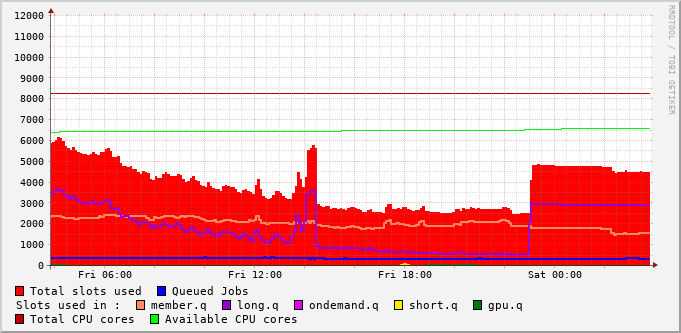 12000
11000
10000
9000
8000
7000
6000
5000
4000
3000
2000
1000
0
Fri 06:00 Fri 12:00 Fri 18:00 Sat 00:00
Total slots used Queued Jobs
Slots used in : member.q long.q ondemand.q short.q gpu.q
Total CPU cores Available CPU cores
RRDTOOL / TOBI OETIKER